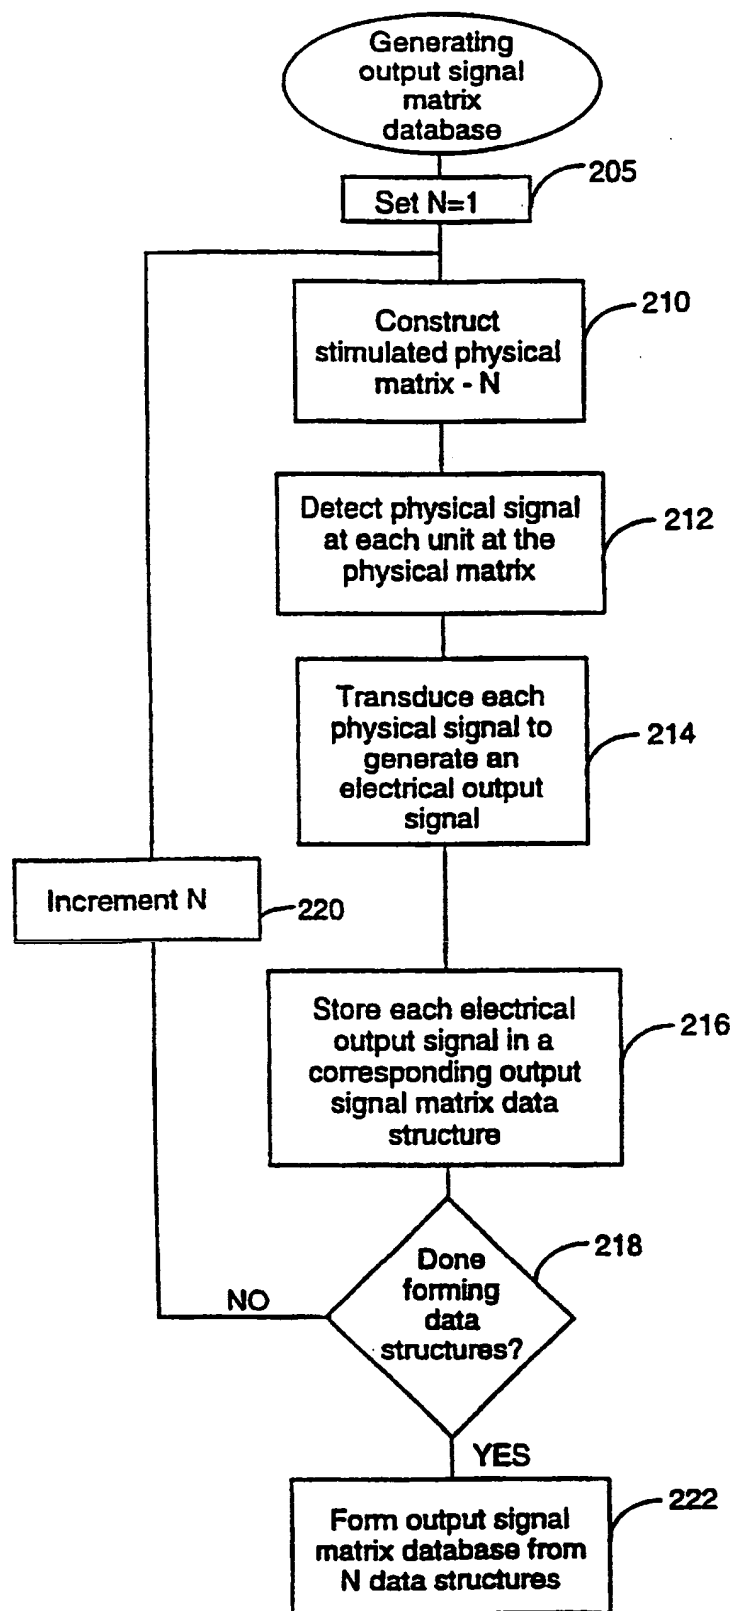 Generating
output signal
matrix
database
205
Set N=1
210
Construct
stimulated physical
matrix - N
Detect physical signal
at each unit at the
physical matrix
212
Transduce each
physical signal to
generate an
electrical output
signal
214
Increment N
220
Store each electrical
output signal in a
corresponding output
signal matrix data
structure
216
Done
forming
data
structures?
218
NO
YES
Form output signal
matrix database from
N data structures
222